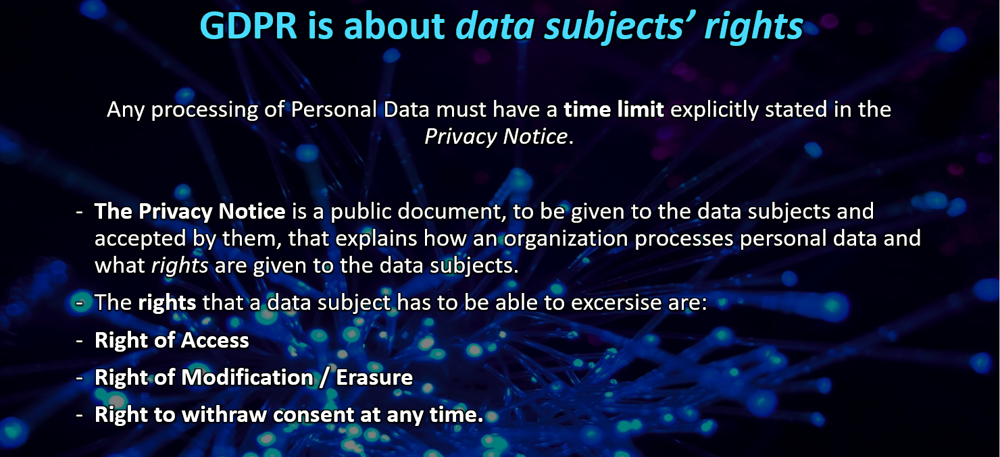 GDPR is about data subjects’ rights
Any processing of Personal Data must have a time limit explicitly stated in the
Privacy Notice.
- The Privacy Notice is a public document, to be given to the data subjects and
accepted by them, that explains how an organization processes personal data and
what rights are given to the data subjects.
- The rights that a data subject has to be able to excersise are:
- Right of Access
- Right of Modification / Erasure
- Right to withraw consent at any time.